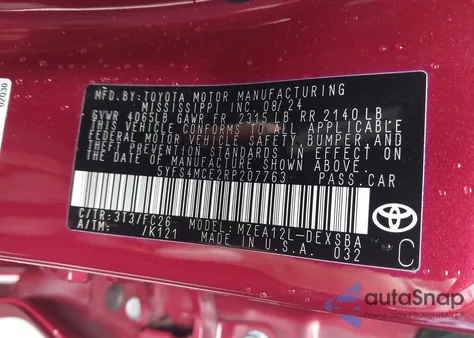 02030
MFD.BY:TOYOTA MOTOR MANUFACTURING
MISSISSIPPI INC. 08/24
GVWR 4065LB GAWR FR 2315 LB RR 2140 LB
THIS VEHICLE CONFORMS TO ALL APPLICABLE
FEDERAL MOTOR VEHICLE SAFETY,BUMPER,AND
THEFT PREVENTION STANDARDS IN EFFECT ON
THE DATE OF MANUFACTURE SHOWN ABOVE.
5YFS4MCE2RP207763 PASS.CAR
C/TR:3T3/FC26 MODEL:MZEA12L-DEXSBA
A/TM: /K121 MADE IN U.S.A. 032
C
autoSnap